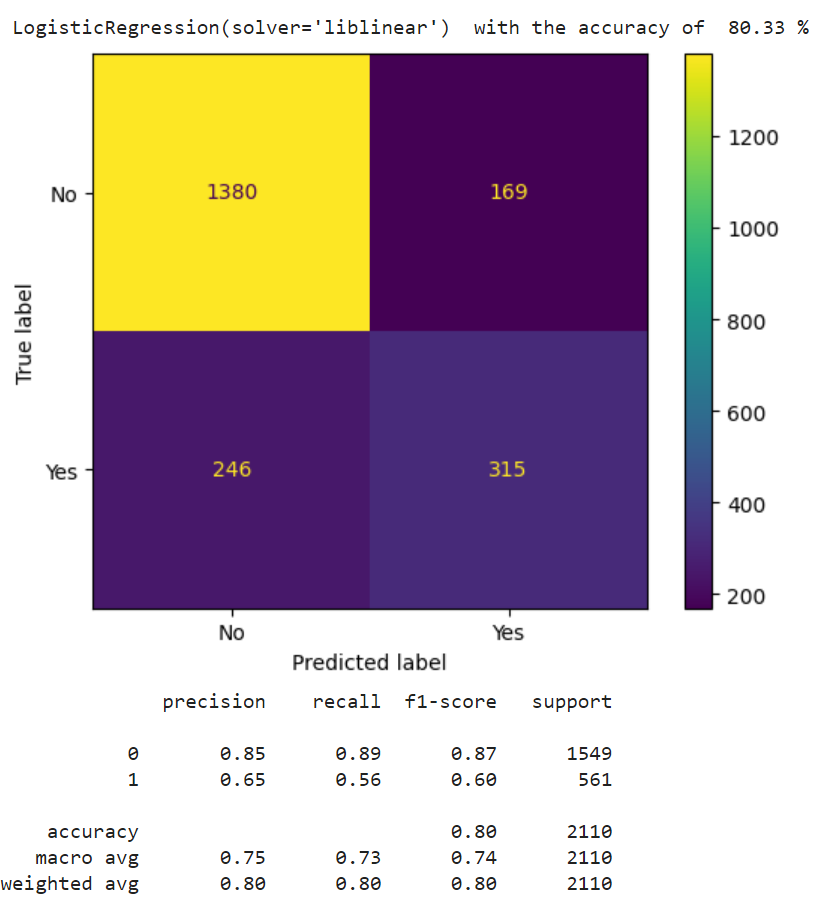 LogisticRegression(solver='liblinear')  with the accuracy of  80.33 %
1200
1380 169
No
1000
800
True label
600
246 315
Yes
400
200
No Yes
Predicted label
precision recall f1-score support
0 0.85 0.89 0.87 1549
1 0.65 0.56 0.60 561
accuracy 0.80 2110
macro avg 0.75 0.73 0.74 2110
weighted avg 0.80 0.80 0.80 2110